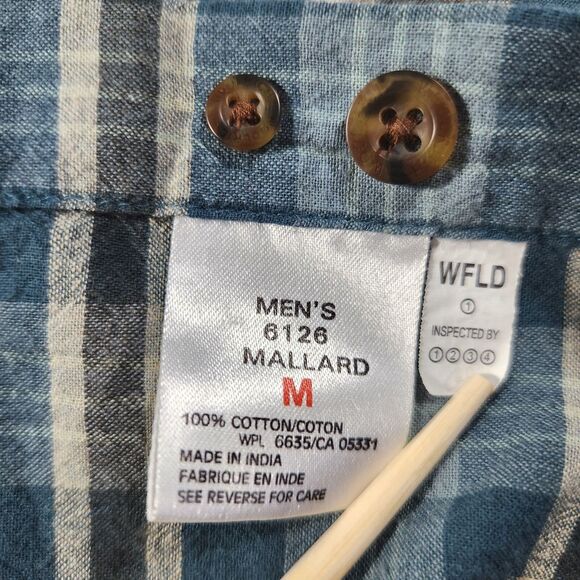 MEN'S
6126
MALLARD
M
100% COTTON/COTON
WPL 6635/CA 05331
MADE IN INDIA
FABRIQUE EN INDE
SEE REVERSE FOR CARE
WFLD
①
INSPECTED BY
①②③④